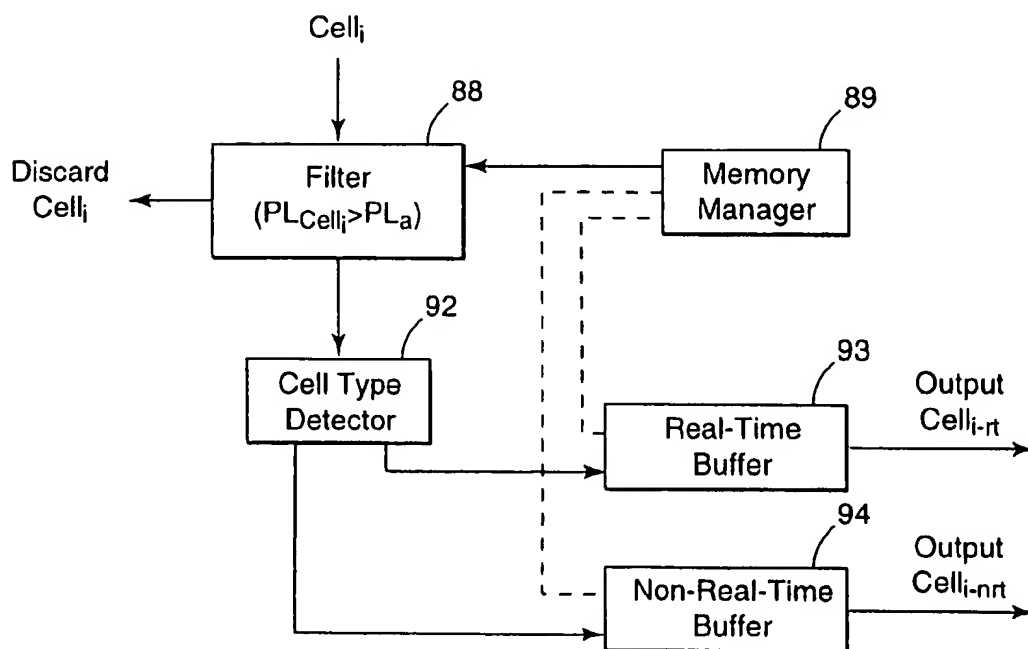 Cell_i
88
89
Discard
Cell_i
Filter
(PL_Cell_i>PL_a)
Memory
Manager
92
Cell Type
Detector
93
Real-Time
Buffer
Output
Cell_i-rt
94
Non-Real-Time
Buffer
Output
Cell_i-nrt